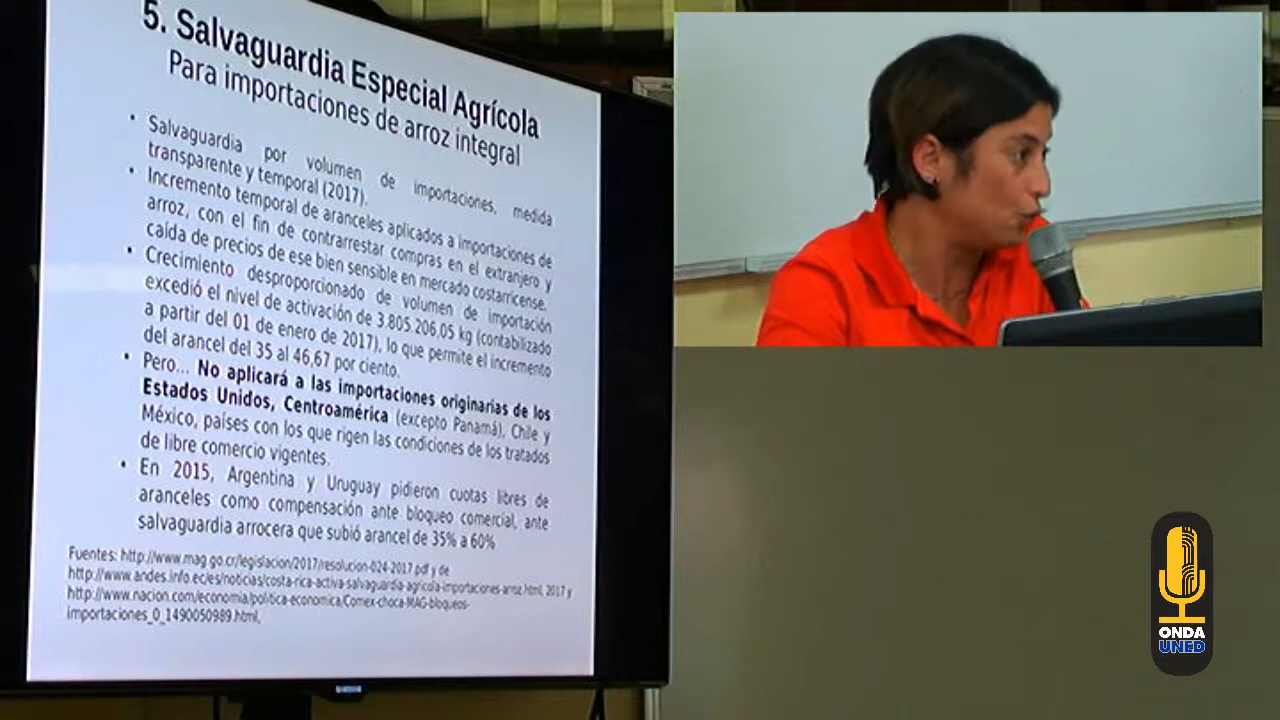 5. Salvaguardia Especial Agrícola
Para importaciones de arroz integral
• Salvaguardia por volumen de importaciones, medida
transparente y temporal (2017).
• Incremento temporal de aranceles aplicados a importaciones de
arroz, con el fin de contrarrestar compras en el extranjero y
caída de precios de ese bien sensible en mercado costarricense.
• Crecimiento desproporcionado de volumen de importación
excedió el nivel de activación de 3.805.206,05 kg (contabilizado
a partir del 01 de enero de 2017), lo que permite el incremento
del arancel del 35 al 46,67 por ciento.
• Pero... No aplicará a las importaciones originarias de los
Estados Unidos, Centroamérica (excepto Panamá), Chile y
México, países con los que rigen las condiciones de los tratados
de libre comercio vigentes.
• En 2015, Argentina y Uruguay pidieron cuotas libres de
aranceles como compensación ante bloqueo comercial, ante
salvaguardia arrocera que subió arancel de 35% a 60%
Fuentes: http://www.mag.go.cr/legislacion/2017/resolucion-024-2017.pdf y de
http://www.andes.info.ec/es/noticias/costa-rica-activa-salvaguardia-agricola-importaciones-arroz.html, 2017 y
http://www.nacion.com/economia/politica-economica/Comex-choca-MAG-bloqueos-
importaciones_0_1490050989.html,
ONDA
UNED